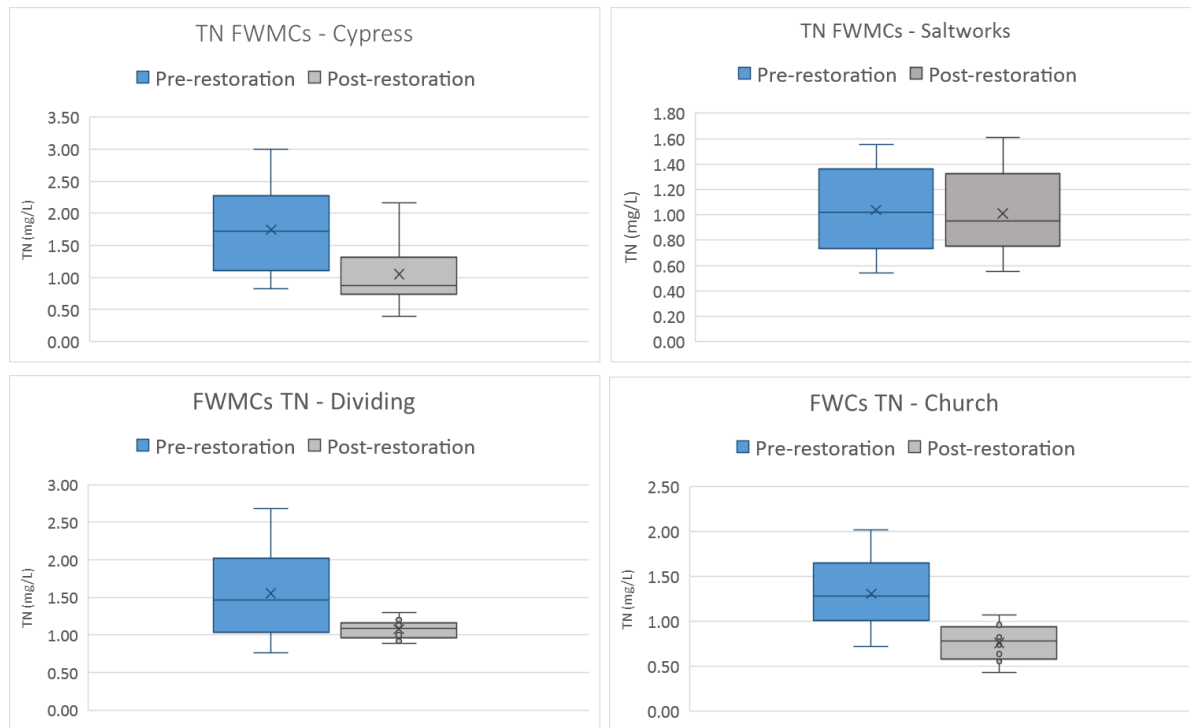 TN FWMCs - Cypress
Pre-restoration Post-restoration
TN (mg/L)
3.50
3.00
2.50
2.00
1.50
1.00
0.50
0.00
TN FWMCs - Saltworks
Pre-restoration Post-restoration
TN (mg/L)
1.80
1.60
1.40
1.20
1.00
0.80
0.60
0.40
0.20
0.00
FWMCs TN - Dividing
Pre-restoration Post-restoration
TN (mg/L)
3.00
2.50
2.00
1.50
1.00
0.50
0.00
FWCs TN - Church
Pre-restoration Post-restoration
TN (mg/L)
2.50
2.00
1.50
1.00
0.50
0.00